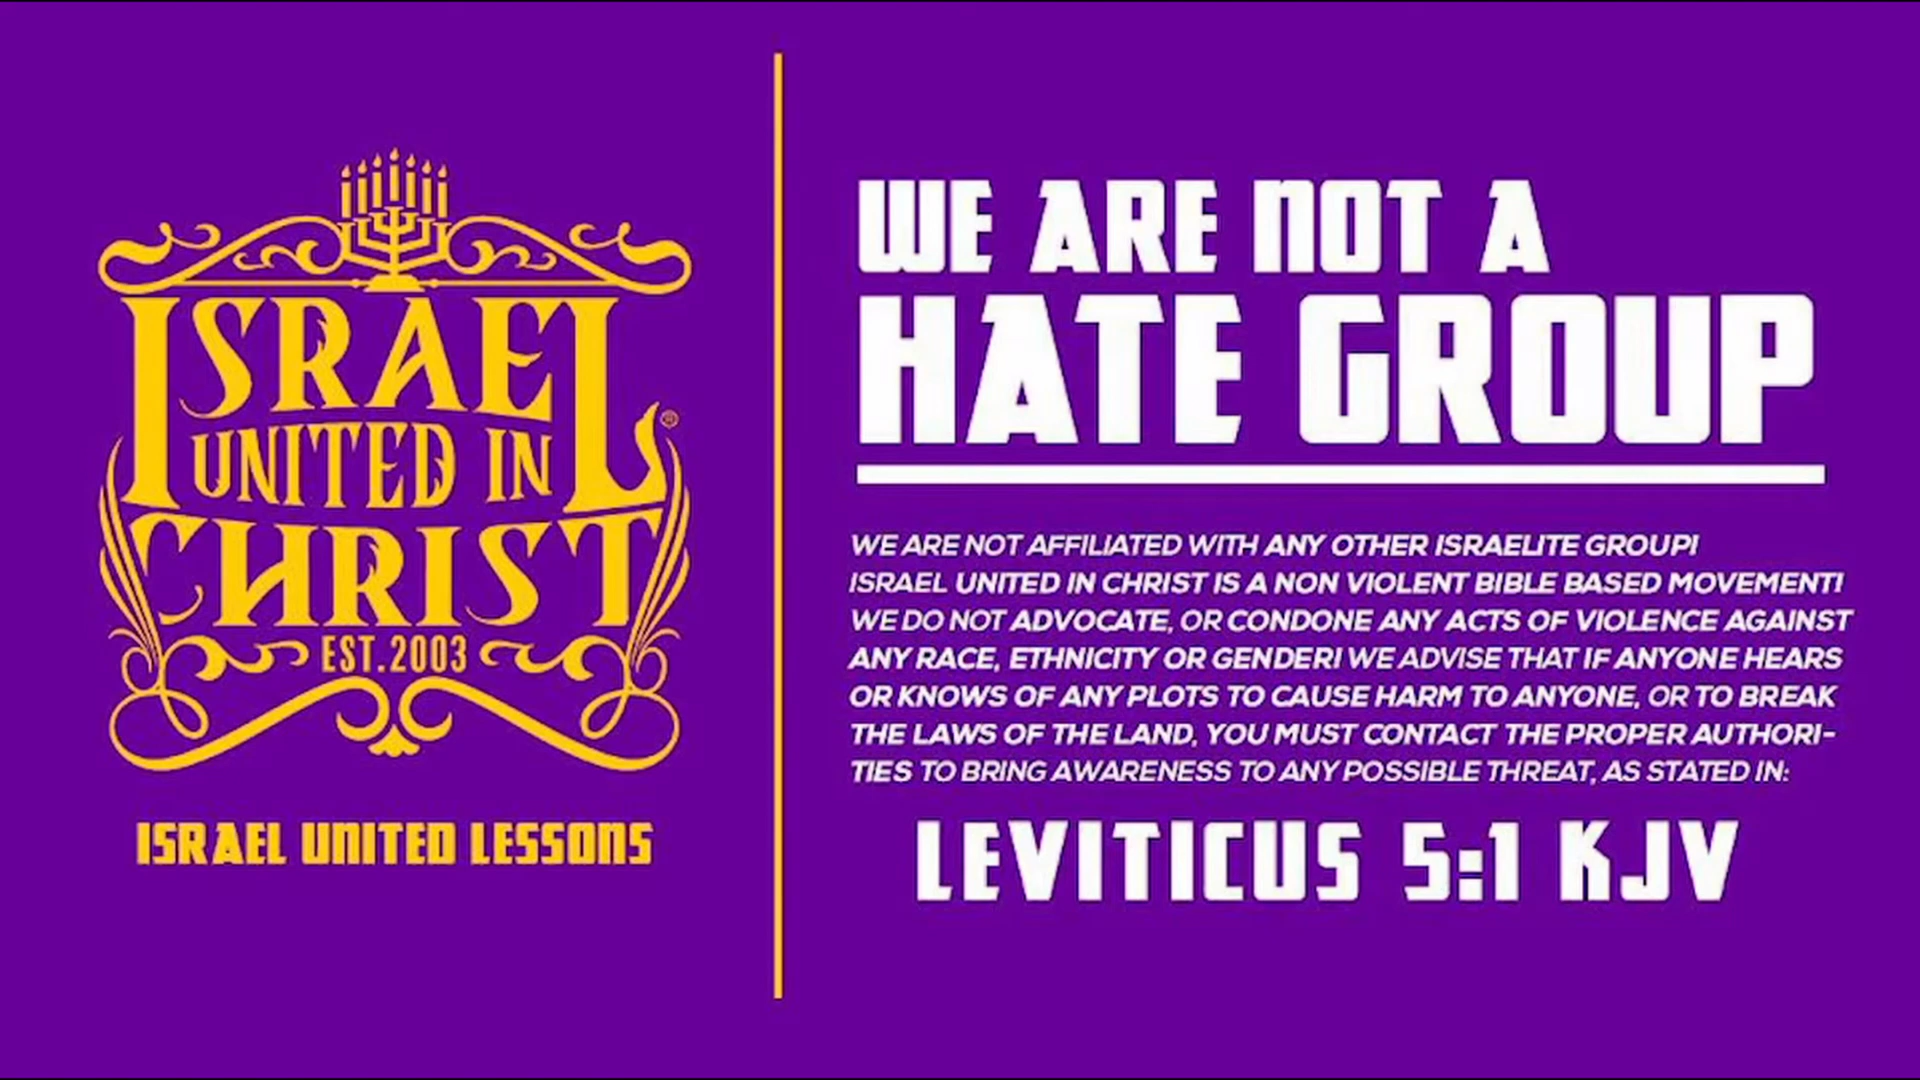 ISRAEL
UNITED IN
CHRIST
®
EST.2003
ISRAEL UNITED LESSONS
WE ARE NOT A
HATE GROUP
WE ARE NOT AFFILIATED WITH ANY OTHER ISRAELITE GROUP!
ISRAEL UNITED IN CHRIST IS A NON VIOLENT BIBLE BASED MOVEMENT!
WE DO NOT ADVOCATE, OR CONDONE ANY ACTS OF VIOLENCE AGAINST
ANY RACE, ETHNICITY OR GENDER! WE ADVISE THAT IF ANYONE HEARS
OR KNOWS OF ANY PLOTS TO CAUSE HARM TO ANYONE, OR TO BREAK
THE LAWS OF THE LAND, YOU MUST CONTACT THE PROPER AUTHORI-
TIES TO BRING AWARENESS TO ANY POSSIBLE THREAT, AS STATED IN:
LEVITICUS 5:1 KJV